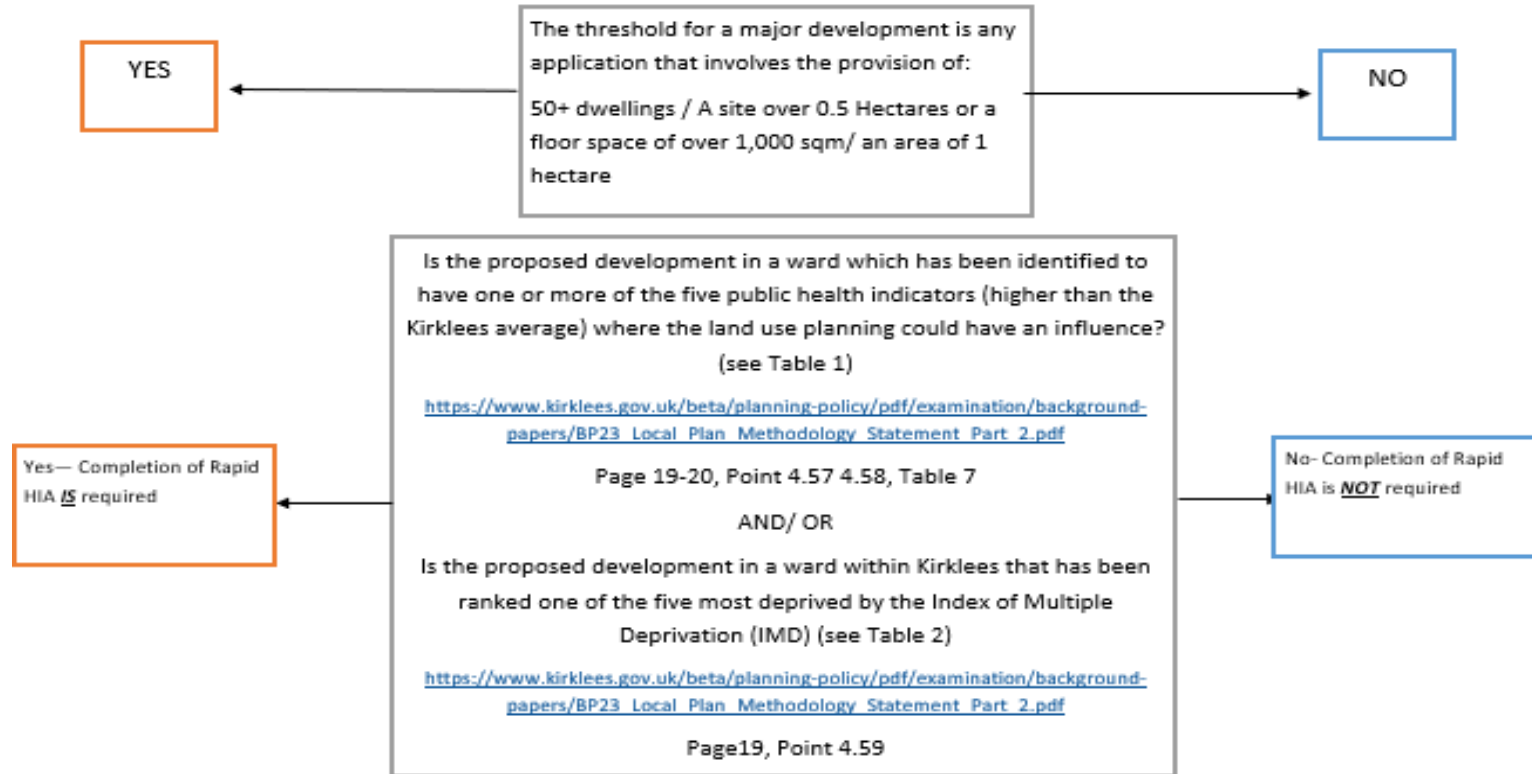 The threshold for a major development is any
application that involves the provision of:
50+ dwellings / A site over 0.5 Hectares or a
floor space of over 1,000 sqm/ an area of 1
hectare
YES
NO
Is the proposed development in a ward which has been identified to
have one or more of the five public health indicators (higher than the
Kirklees average) where the land use planning could have an influence?
(see Table 1)
https://www.kirklees.gov.uk/beta/planning-policy/pdf/examination/background-
papers/BP23_Local_Plan_Methodology_Statement_Part_2.pdf
Page 19-20, Point 4.57 4.58, Table 7
AND/ OR
Is the proposed development in a ward within Kirklees that has been
ranked one of the five most deprived by the Index of Multiple
Deprivation (IMD) (see Table 2)
https://www.kirklees.gov.uk/beta/planning-policy/pdf/examination/background-
papers/BP23_Local_Plan_Methodology_Statement_Part_2.pdf
Page19, Point 4.59
Yes— Completion of Rapid
HIA IS required
No- Completion of Rapid
HIA is NOT required